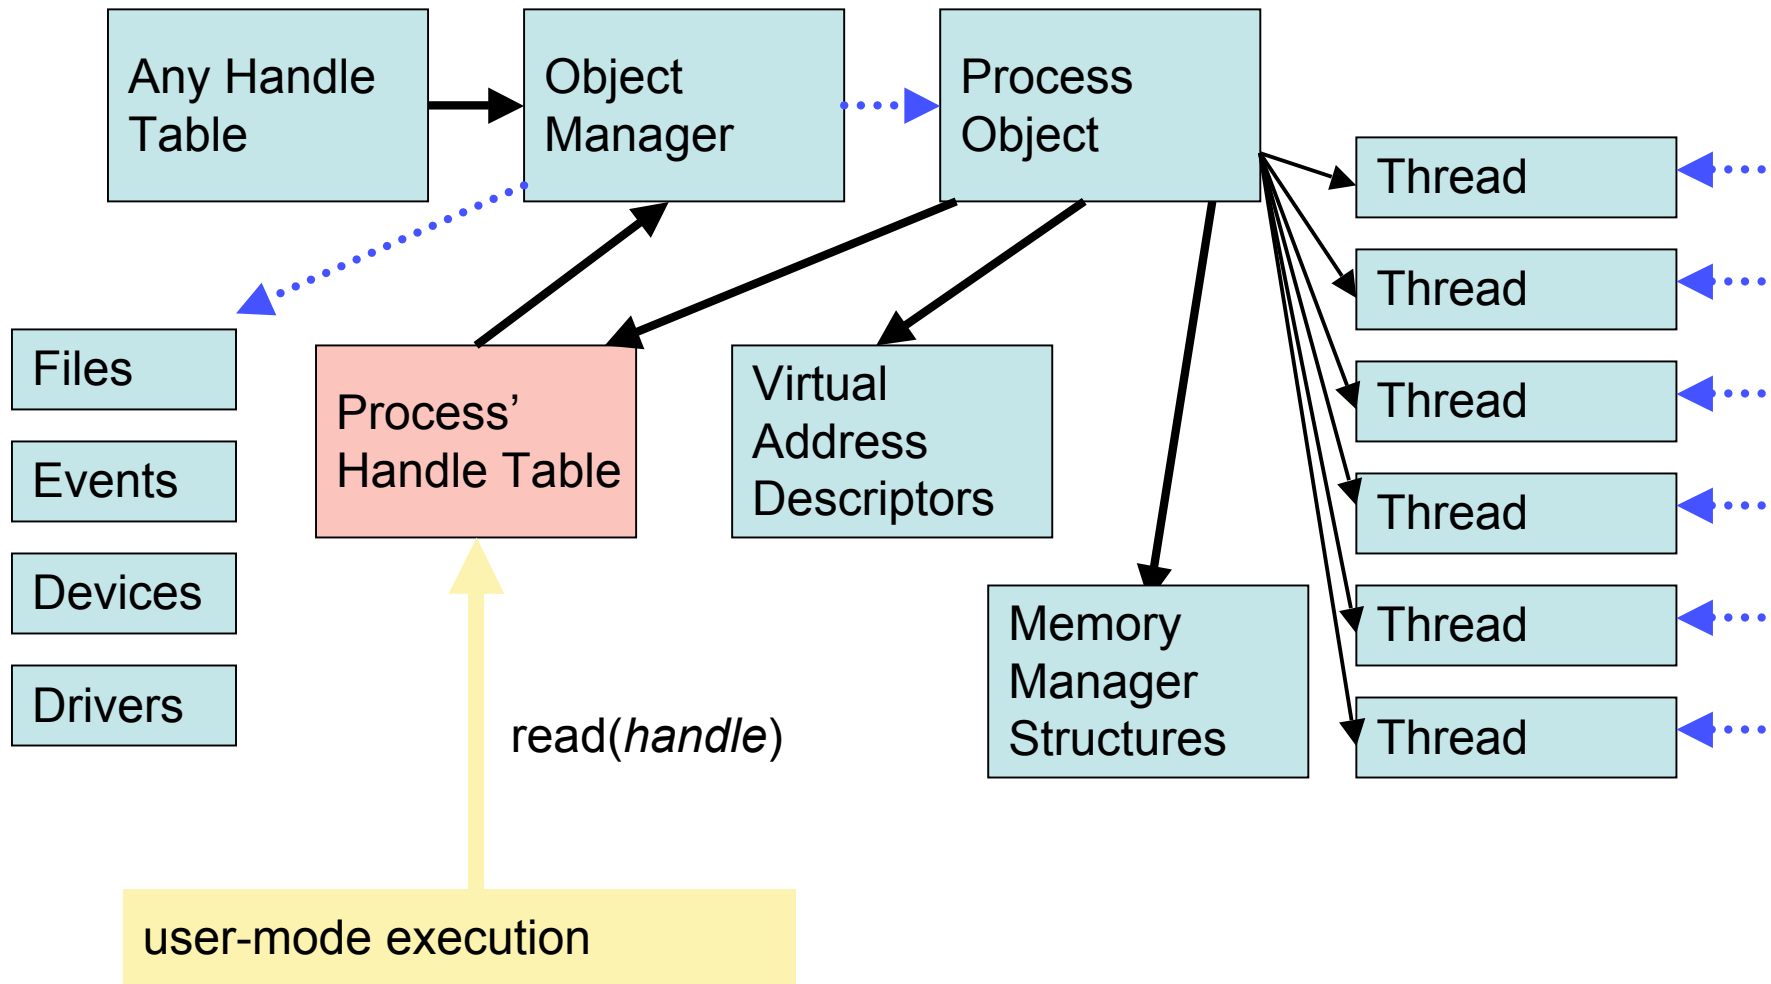 Any Handle
Table
Object
Manager
Process
Object
Thread
Thread
Thread
Thread
Thread
Thread
Files
Events
Devices
Drivers
Process’
Handle Table
Virtual
Address
Descriptors
Memory
Manager
Structures
read(handle)
user-mode execution